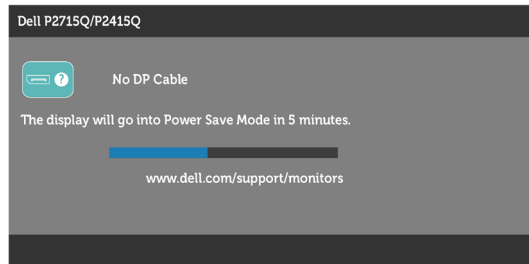 Dell P2715Q/P2415Q
No DP Cable
The display will go into Power Save Mode in 5 minutes.
www.dell.com/support/monitors